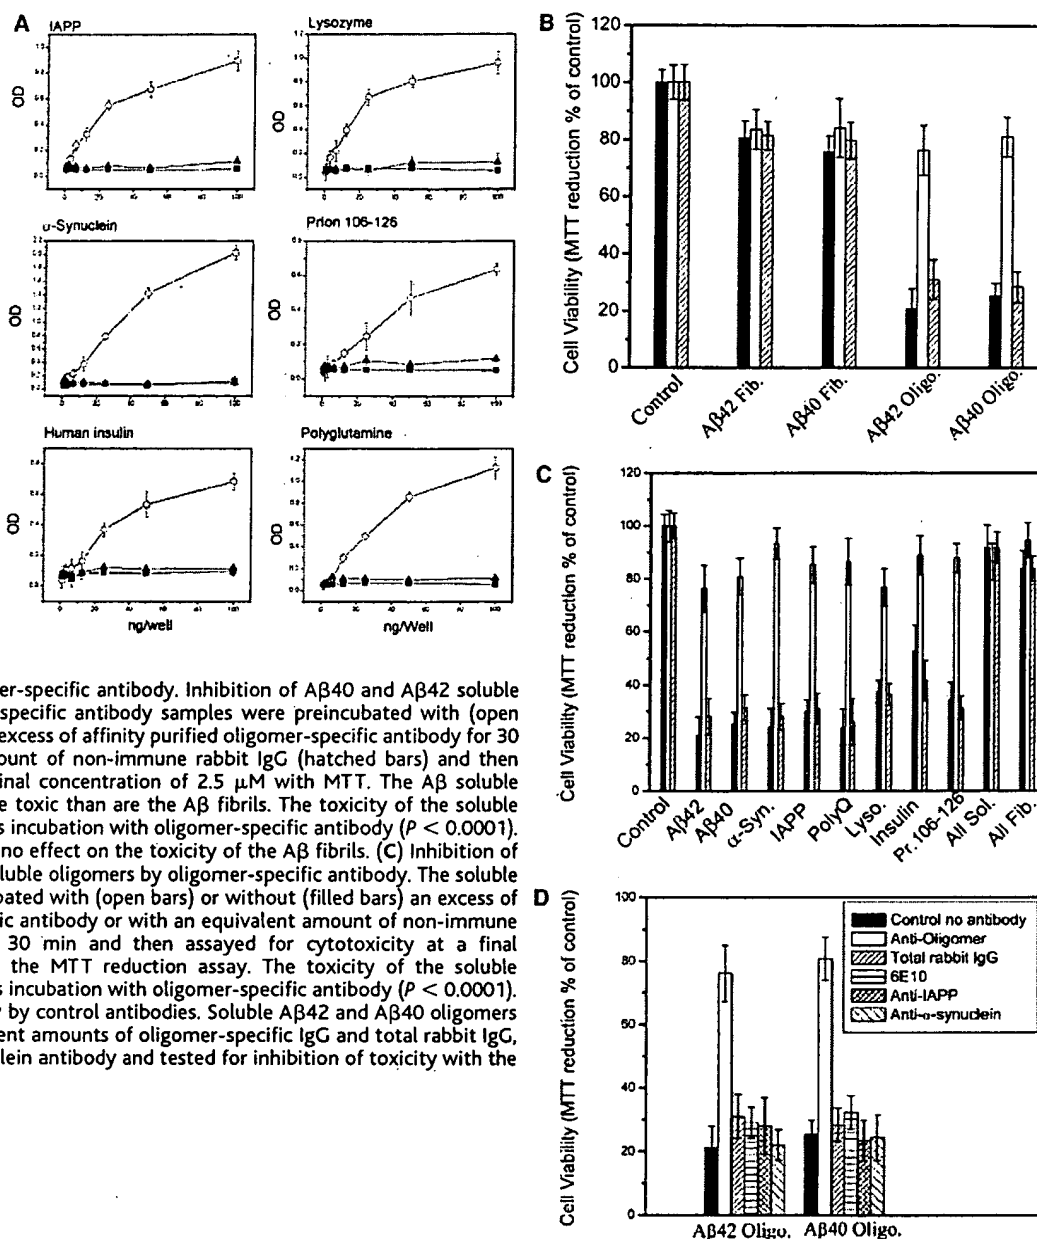 A
IAPP
Lysozyme
OD
α-Synuclein
Prion 106-126
OD
Human insulin
Polyglutamine
OD
ng/well
ng/Well
B
120
100
80
60
40
20
0
Cell Viability (MTT reduction % of control)
Control
Aβ42 Fib.
Aβ40 Fib.
Aβ42 Oligo.
Aβ40 Oligo.
C
120
100
80
60
40
20
0
Cell Viability (MTT reduction % of control)
Control
Aβ42
Aβ40
α-Syn.
IAPP
PolyQ
Lyso.
Insulin
Pr.106-126
All Sol.
All Fib.
er-specific antibody. Inhibition of Aβ40 and Aβ42 soluble
specific antibody samples were preincubated with (open
excess of affinity purified oligomer-specific antibody for 30
ount of non-immune rabbit IgG (hatched bars) and then
inal concentration of 2.5 μM with MTT. The Aβ soluble
e toxic than are the Aβ fibrils. The toxicity of the soluble
s incubation with oligomer-specific antibody (P < 0.0001).
no effect on the toxicity of the Aβ fibrils. (C) Inhibition of
luble oligomers by oligomer-specific antibody. The soluble
bated with (open bars) or without (filled bars) an excess of
ic antibody or with an equivalent amount of non-immune
30 min and then assayed for cytotoxicity at a final
the MTT reduction assay. The toxicity of the soluble
s incubation with oligomer-specific antibody (P < 0.0001).
y by control antibodies. Soluble Aβ42 and Aβ40 oligomers
ent amounts of oligomer-specific IgG and total rabbit IgG,
lein antibody and tested for inhibition of toxicity with the
D
100
80
60
40
20
0
Cell Viability (MTT reduction % of control)
Control no antibody
Anti-Oligomer
Total rabbit IgG
6E10
Anti-IAPP
Anti-α-synuclein
Aβ42 Oligo.
Aβ40 Oligo.